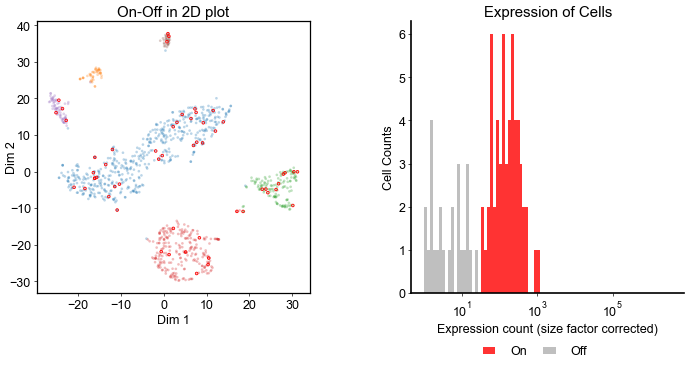 On-Off in 2D plot
Dim 2
40
30
20
10
0
−10
−20
−30
−20 −10 0 10 20 30
Dim 1
Expression of Cells
Cell Counts
6
5
4
3
2
1
0
10^1 10^3 10^5
Expression count (size factor corrected)
On Off